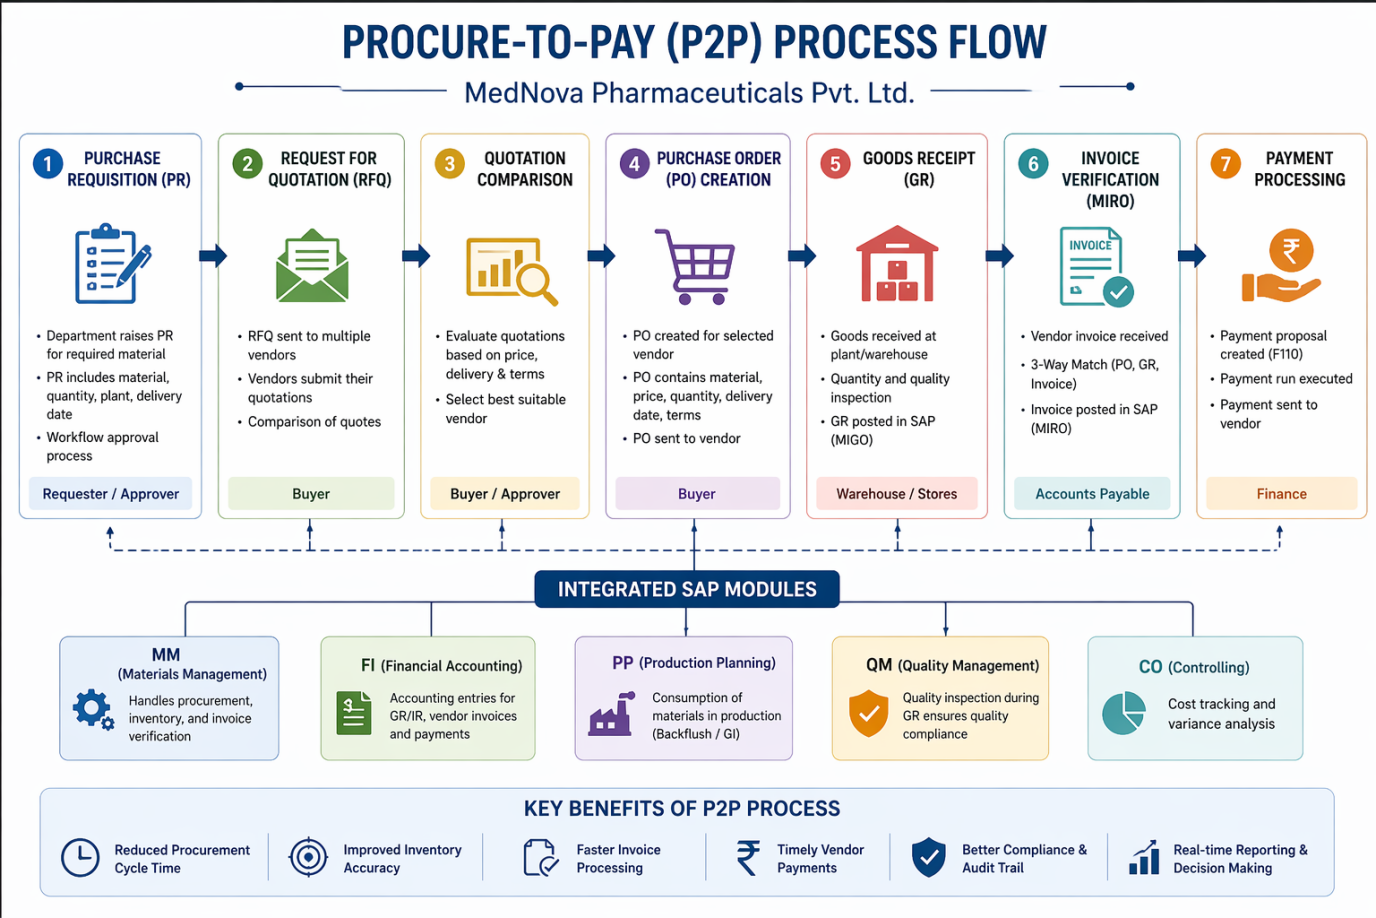 PROCURE-TO-PAY (P2P) PROCESS FLOW
MedNova Pharmaceuticals Pvt. Ltd.
1
PURCHASE
REQUISITION (PR)
• Department raises PR
for required material
• PR includes material,
quantity, plant, delivery
date
• Workflow approval
process
Requester / Approver
2
REQUEST FOR
QUOTATION (RFQ)
• RFQ sent to multiple
vendors
• Vendors submit their
quotations
• Comparison of quotes
Buyer
3
QUOTATION
COMPARISON
• Evaluate quotations
based on price,
delivery & terms
• Select best suitable
vendor
Buyer / Approver
4
PURCHASE ORDER
(PO) CREATION
• PO created for selected
vendor
• PO contains material,
price, quantity, delivery
date, terms
• PO sent to vendor
Buyer
5
GOODS RECEIPT
(GR)
• Goods received at
plant/warehouse
• Quantity and quality
inspection
• GR posted in SAP
(MIGO)
Warehouse / Stores
6
INVOICE
VERIFICATION
(MIRO)
INVOICE
• Vendor invoice received
• 3-Way Match (PO, GR,
Invoice)
• Invoice posted in SAP
(MIRO)
Accounts Payable
7
PAYMENT
PROCESSING
₹
• Payment proposal
created (F110)
• Payment run executed
• Payment sent to
vendor
Finance
INTEGRATED SAP MODULES
MM
(Materials Management)
Handles procurement,
inventory, and invoice
verification
FI (Financial Accounting)
Accounting entries for
GR/IR, vendor invoices
and payments
PP (Production Planning)
Consumption of
materials in production
(Backflush / GI)
QM (Quality Management)
Quality inspection during
GR ensures quality
compliance
CO (Controlling)
Cost tracking and
variance analysis
KEY BENEFITS OF P2P PROCESS
Reduced Procurement
Cycle Time
Improved Inventory
Accuracy
Faster Invoice
Processing
₹
Timely Vendor
Payments
Better Compliance &
Audit Trail
Real-time Reporting &
Decision Making